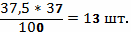 37,5 * 37 / 100 = 13 шт.